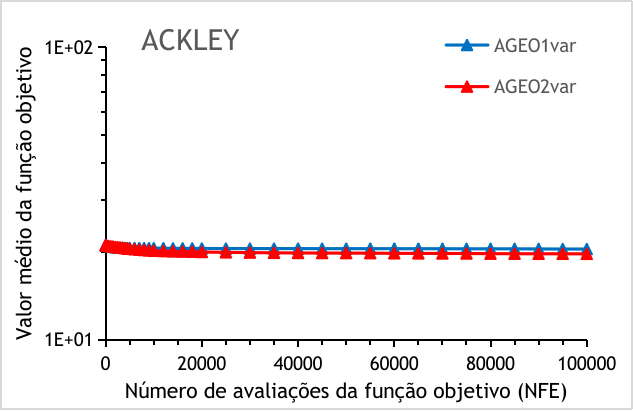 ACKLEY
AGEO1var
AGEO2var
Valor médio da função objetivo
1E+02
1E+01
0 20000 40000 60000 80000 100000
Número de avaliações da função objetivo (NFE)